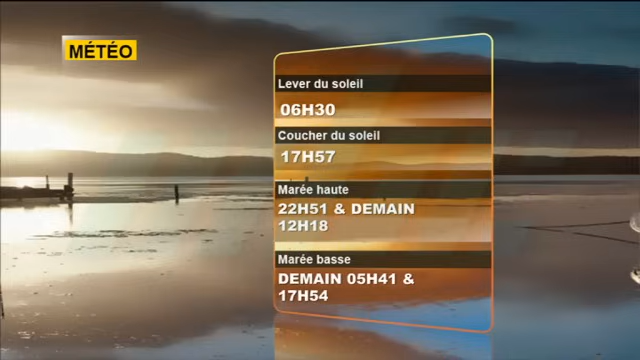 MÉTÉO
Lever du soleil
06H30
Coucher du soleil
17H57
Marée haute
22H51 & DEMAIN
12H18
Marée basse
DEMAIN 05H41 &
17H54